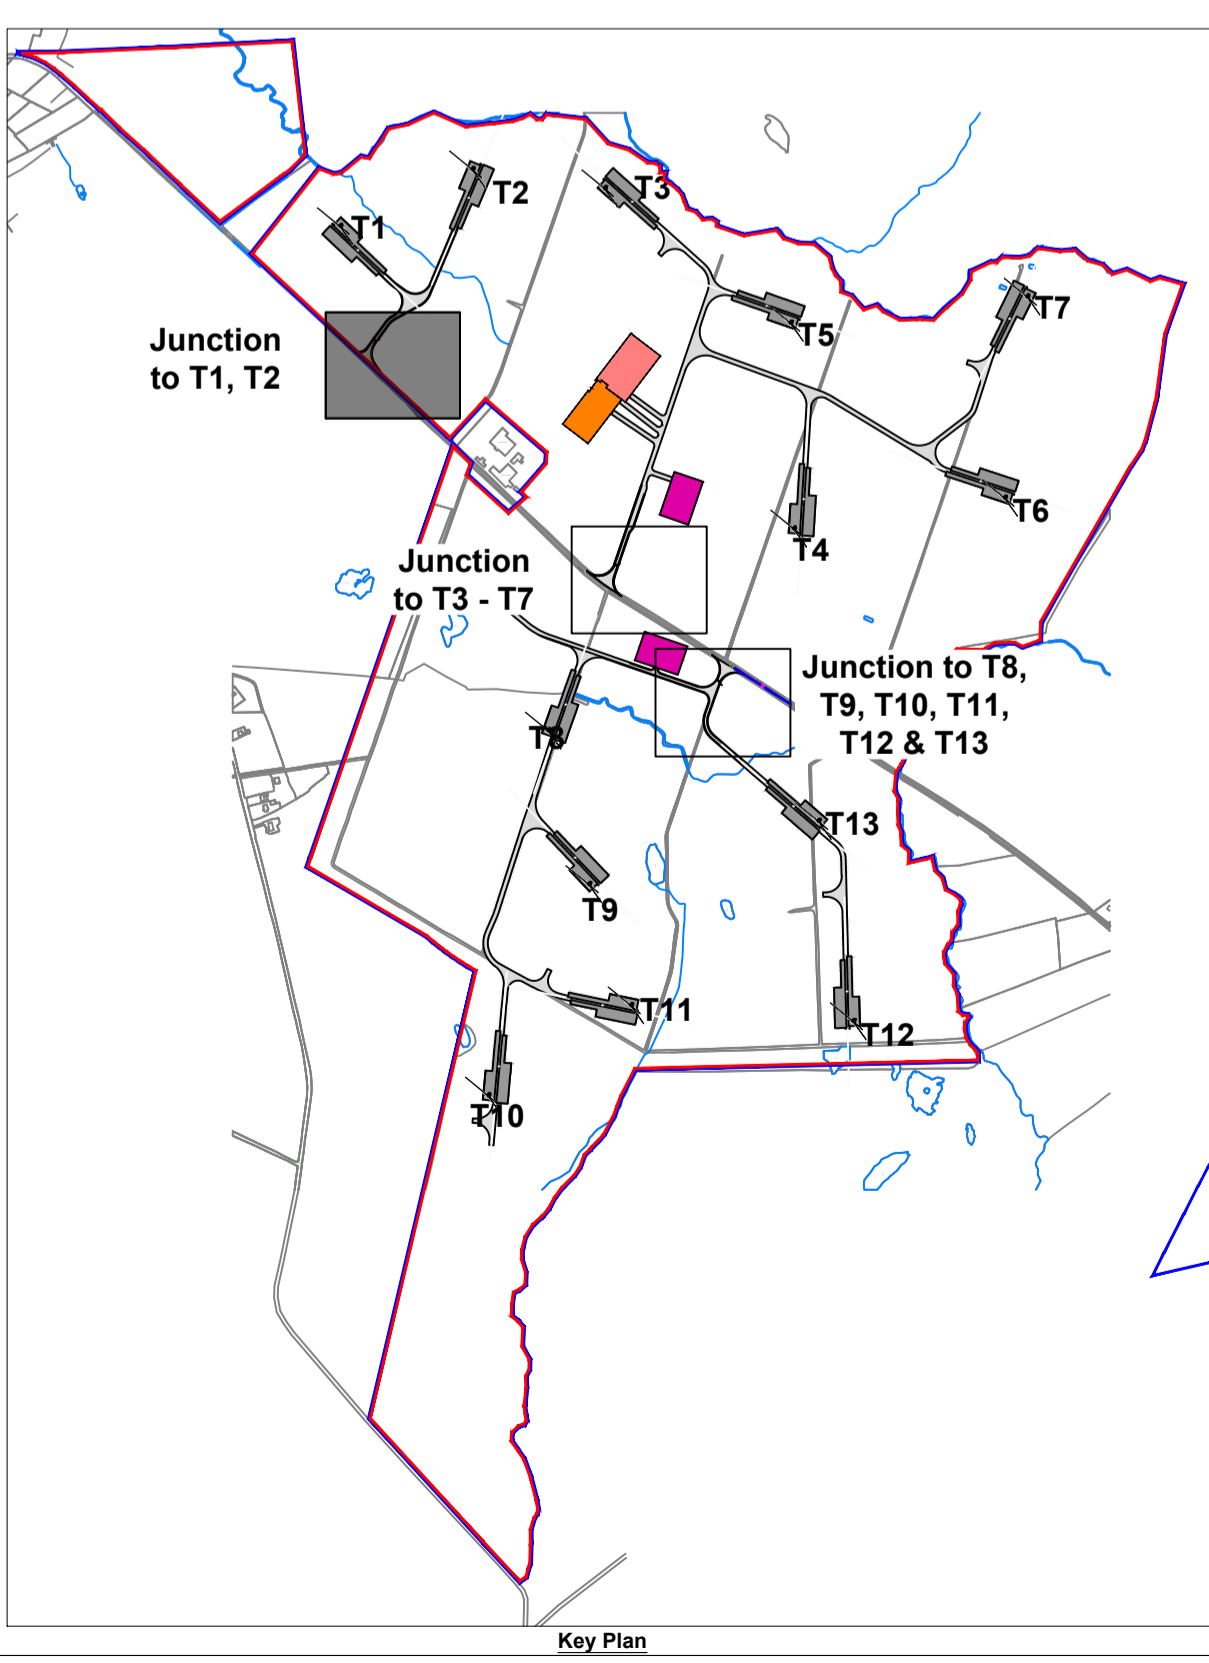 T2
T3
T1
T7
T5
Junction
to T1, T2
T6
T4
Junction
to T3 - T7
Junction to T8,
T9, T10, T11,
T12 & T13
T8
T13
T9
T11
T12
T10
Key Plan